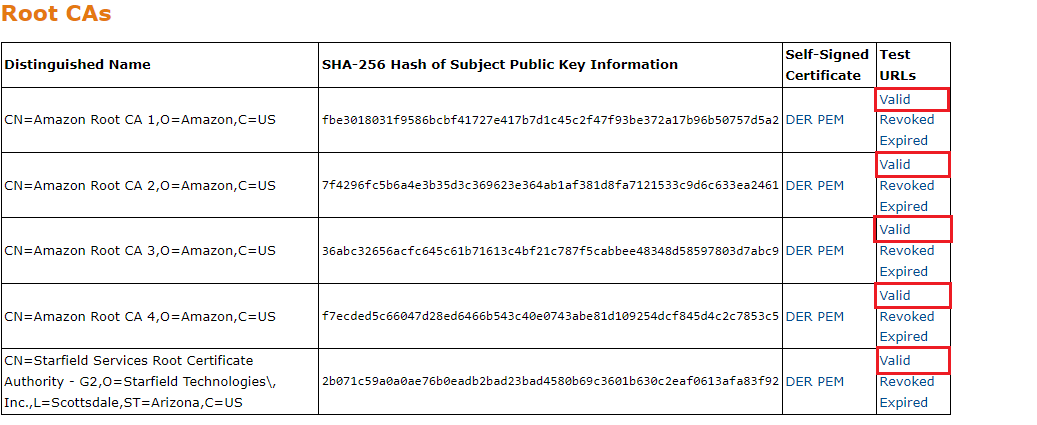 Root CAs
Distinguished Name SHA-256 Hash of Subject Public Key Information Self-Signed Certificate Test URLs
CN=Amazon Root CA 1,O=Amazon,C=US fbe3018031f9586bcbf41727e417b7d1c45c2f47f93be372a17b96b50757d5a2 DER PEM Valid
Revoked
Expired
CN=Amazon Root CA 2,O=Amazon,C=US 7f4296fc5b6a4e3b35d3c369623e364ab1af381d8fa7121533c9d6c633ea2461 DER PEM Valid
Revoked
Expired
CN=Amazon Root CA 3,O=Amazon,C=US 36abc32656acfc645c61b71613c4bf21c787f5cabbee48348d58597803d7abc9 DER PEM Valid
Revoked
Expired
CN=Amazon Root CA 4,O=Amazon,C=US f7ecded5c66047d28ed6466b543c40e0743abe81d109254dcf845d4c2c7853c5 DER PEM Valid
Revoked
Expired
CN=Starfield Services Root Certificate
Authority - G2,O=Starfield Technologies\,
Inc.,L=Scottsdale,ST=Arizona,C=US 2b071c59a0a0ae76b0eadb2bad23bad4580b69c3601b630c2eaf0613afa83f92 DER PEM Valid
Revoked
Expired